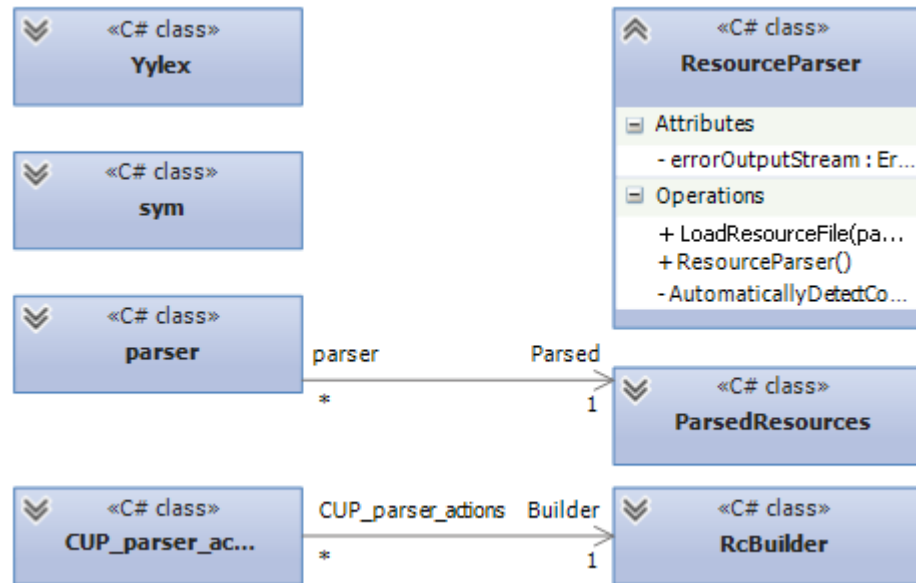 «C# class»
Yylex
«C# class»
sym
«C# class»
parser
«C# class»
CUP_parser_ac...
parser
Parsed
*
1
CUP_parser_actions
Builder
*
1
«C# class»
ResourceParser
Attributes
- errorOutputStream : Er...
Operations
+ LoadResourceFile(pa...
+ ResourceParser()
- AutomaticallyDetectCo...
«C# class»
ParsedResources
«C# class»
RcBuilder